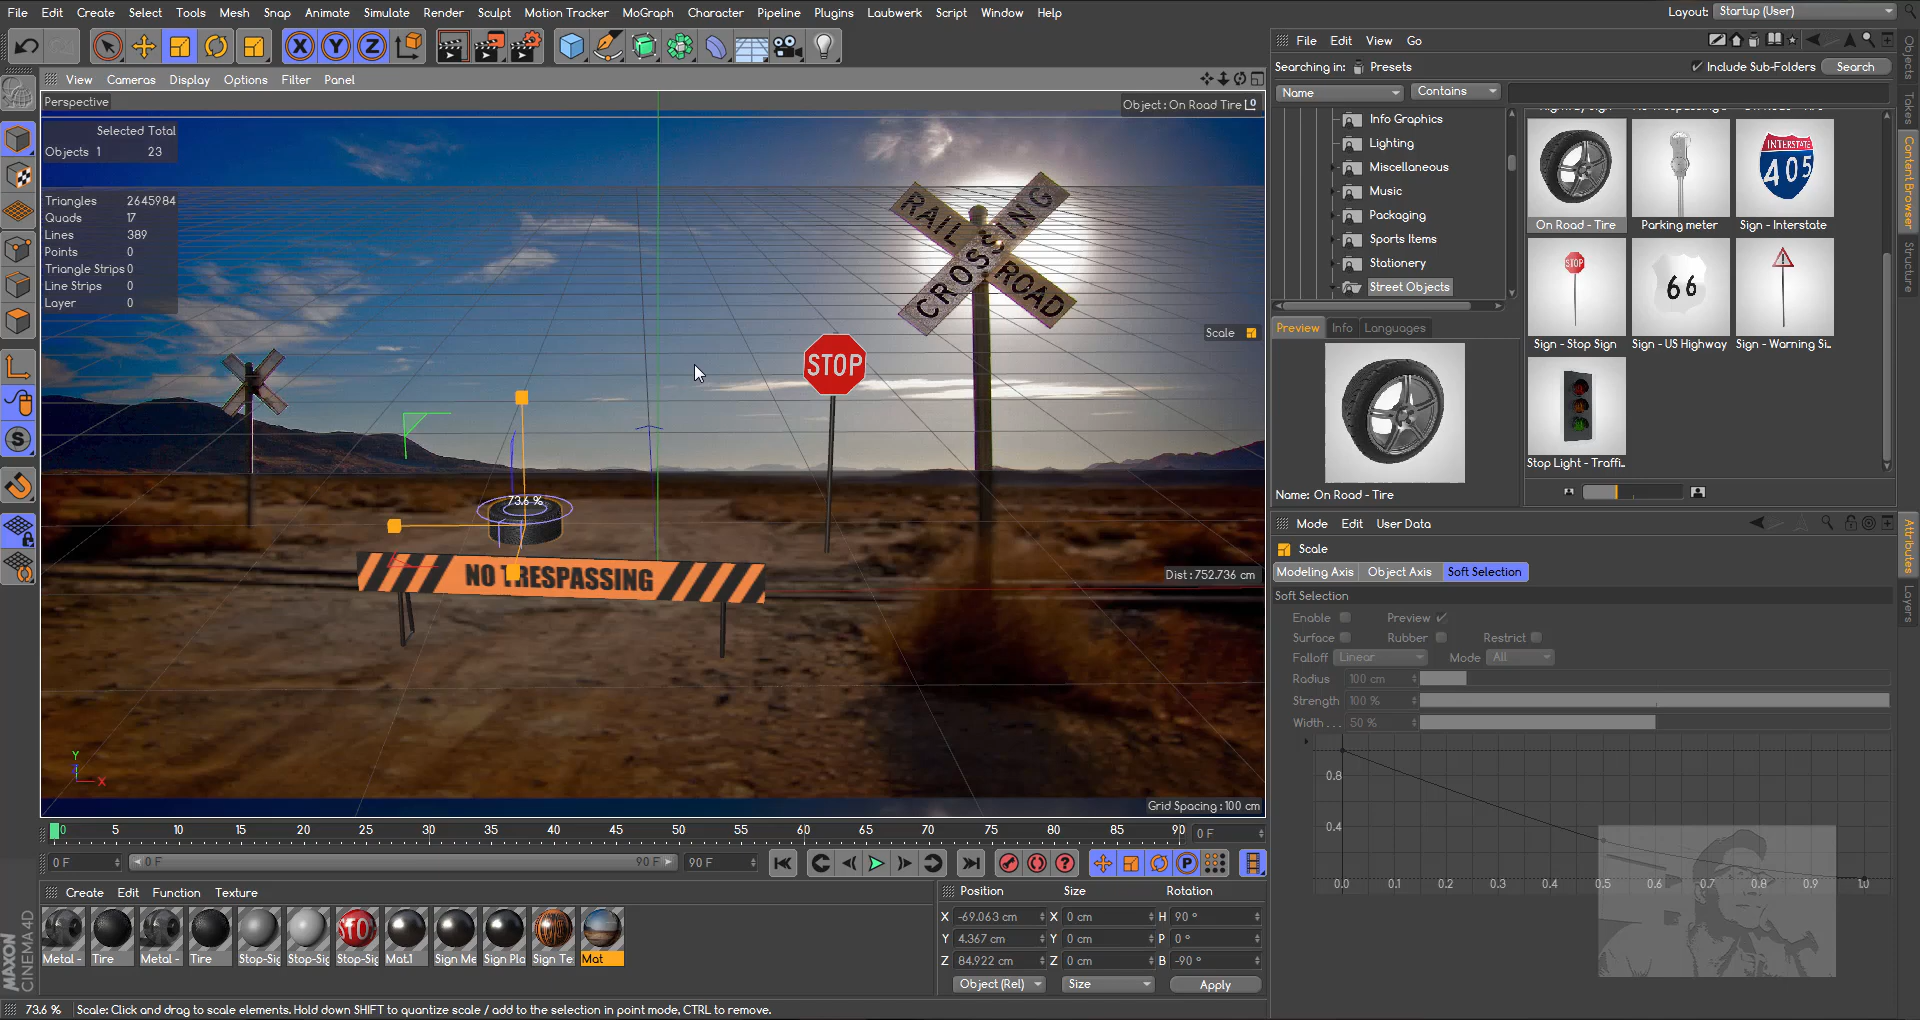 File Edit Create Select Tools Mesh Snap Animate Simulate Render Sculpt Motion Tracker MoGraph Character Pipeline Plugins Laubwerk Script Window Help
Layout: Startup (User)
View Cameras Display Options Filter Panel
Perspective
Object : On Road Tire L0
Selected Total
Objects 1 23
Triangles 2645984
Quads 17
Lines 389
Points 0
Triangle Strips 0
Line Strips 0
Layer 0
RAIL ROAD
CROSSING
STOP
Scale
73.6 %
NO TRESPASSING
Dist : 752.736 cm
Y
X
Grid Spacing : 100 cm
0 5 10 15 20 25 30 35 40 45 50 55 60 65 70 75 80 85 90
0 F
0 F
0 F
90 F
90 F
Create Edit Function Texture
Metal -
Tire
Metal -
Tire
Stop-Sig
Stop-Sig
Stop-Sig
Mat.1
Sign Me
Sign Pla
Sign Te
Mat
Position Size Rotation
X -69.063 cm X 0 cm H 90 °
Y 4.367 cm Y 0 cm P 0 °
Z 84.922 cm Z 0 cm B -90 °
Object (Rel) Size Apply
MAXON
CINEMA 4D
73.6 % Scale: Click and drag to scale elements. Hold down SHIFT to quantize scale / add to the selection in point mode, CTRL to remove.
File Edit View Go
Searching in: Presets
Include Sub-Folders Search
Name Contains
Info Graphics
Lighting
Miscellaneous
Music
Packaging
Sports Items
Stationery
Street Objects
INTERSTATE
405
On Road - Tire
Parking meter
Sign - Interstate
STOP
66
Sign - Stop Sign
Sign - US Highway
Sign - Warning Si..
Stop Light - Traffi..
Preview Info Languages
Name: On Road - Tire
Mode Edit User Data
Scale
Modeling Axis Object Axis Soft Selection
Soft Selection
Enable Preview
Surface Rubber Restrict
Falloff Linear Mode All
Radius 100 cm
Strength 100 %
Width . . . 50 %
0.8
0.4
0.0 0.1 0.2 0.3 0.4 0.5 0.6 0.7 0.8 0.9 1.0
Objects
Takes
Content Browser
Structure
Attributes
Layers